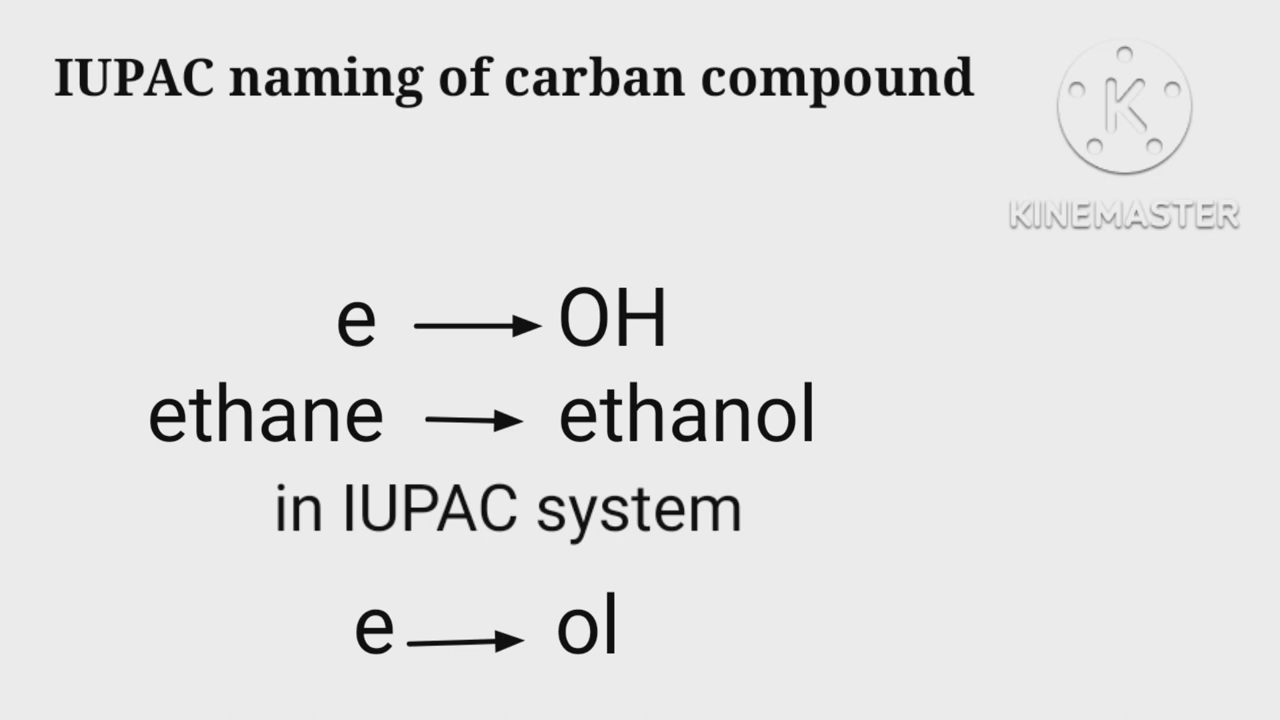 IUPAC naming of carban compound
K
KINEMASTER
e → OH
ethane → ethanol
in IUPAC system
e → ol